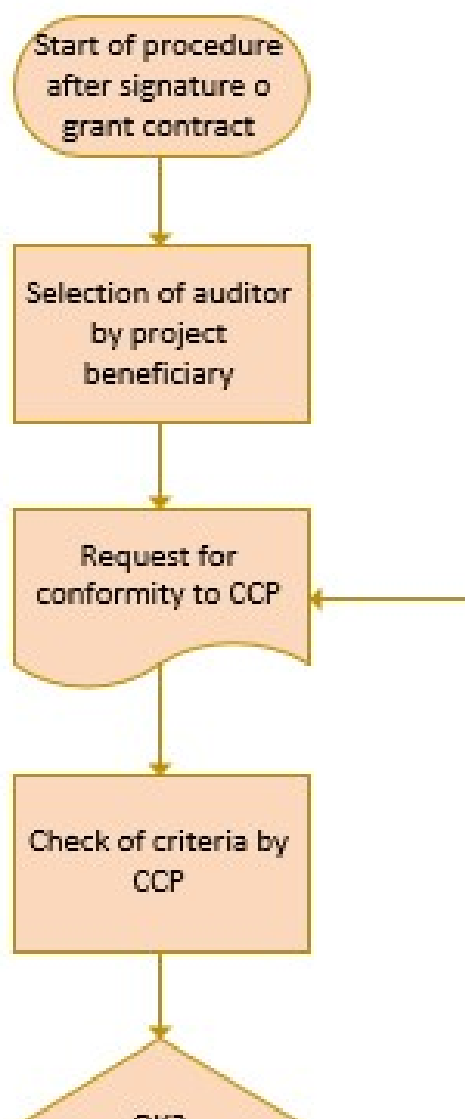 Start of procedure
after signature o
grant contract
Selection of auditor
by project
beneficiary
Request for
conformity to CCP
Check of criteria by
CCP
OK?